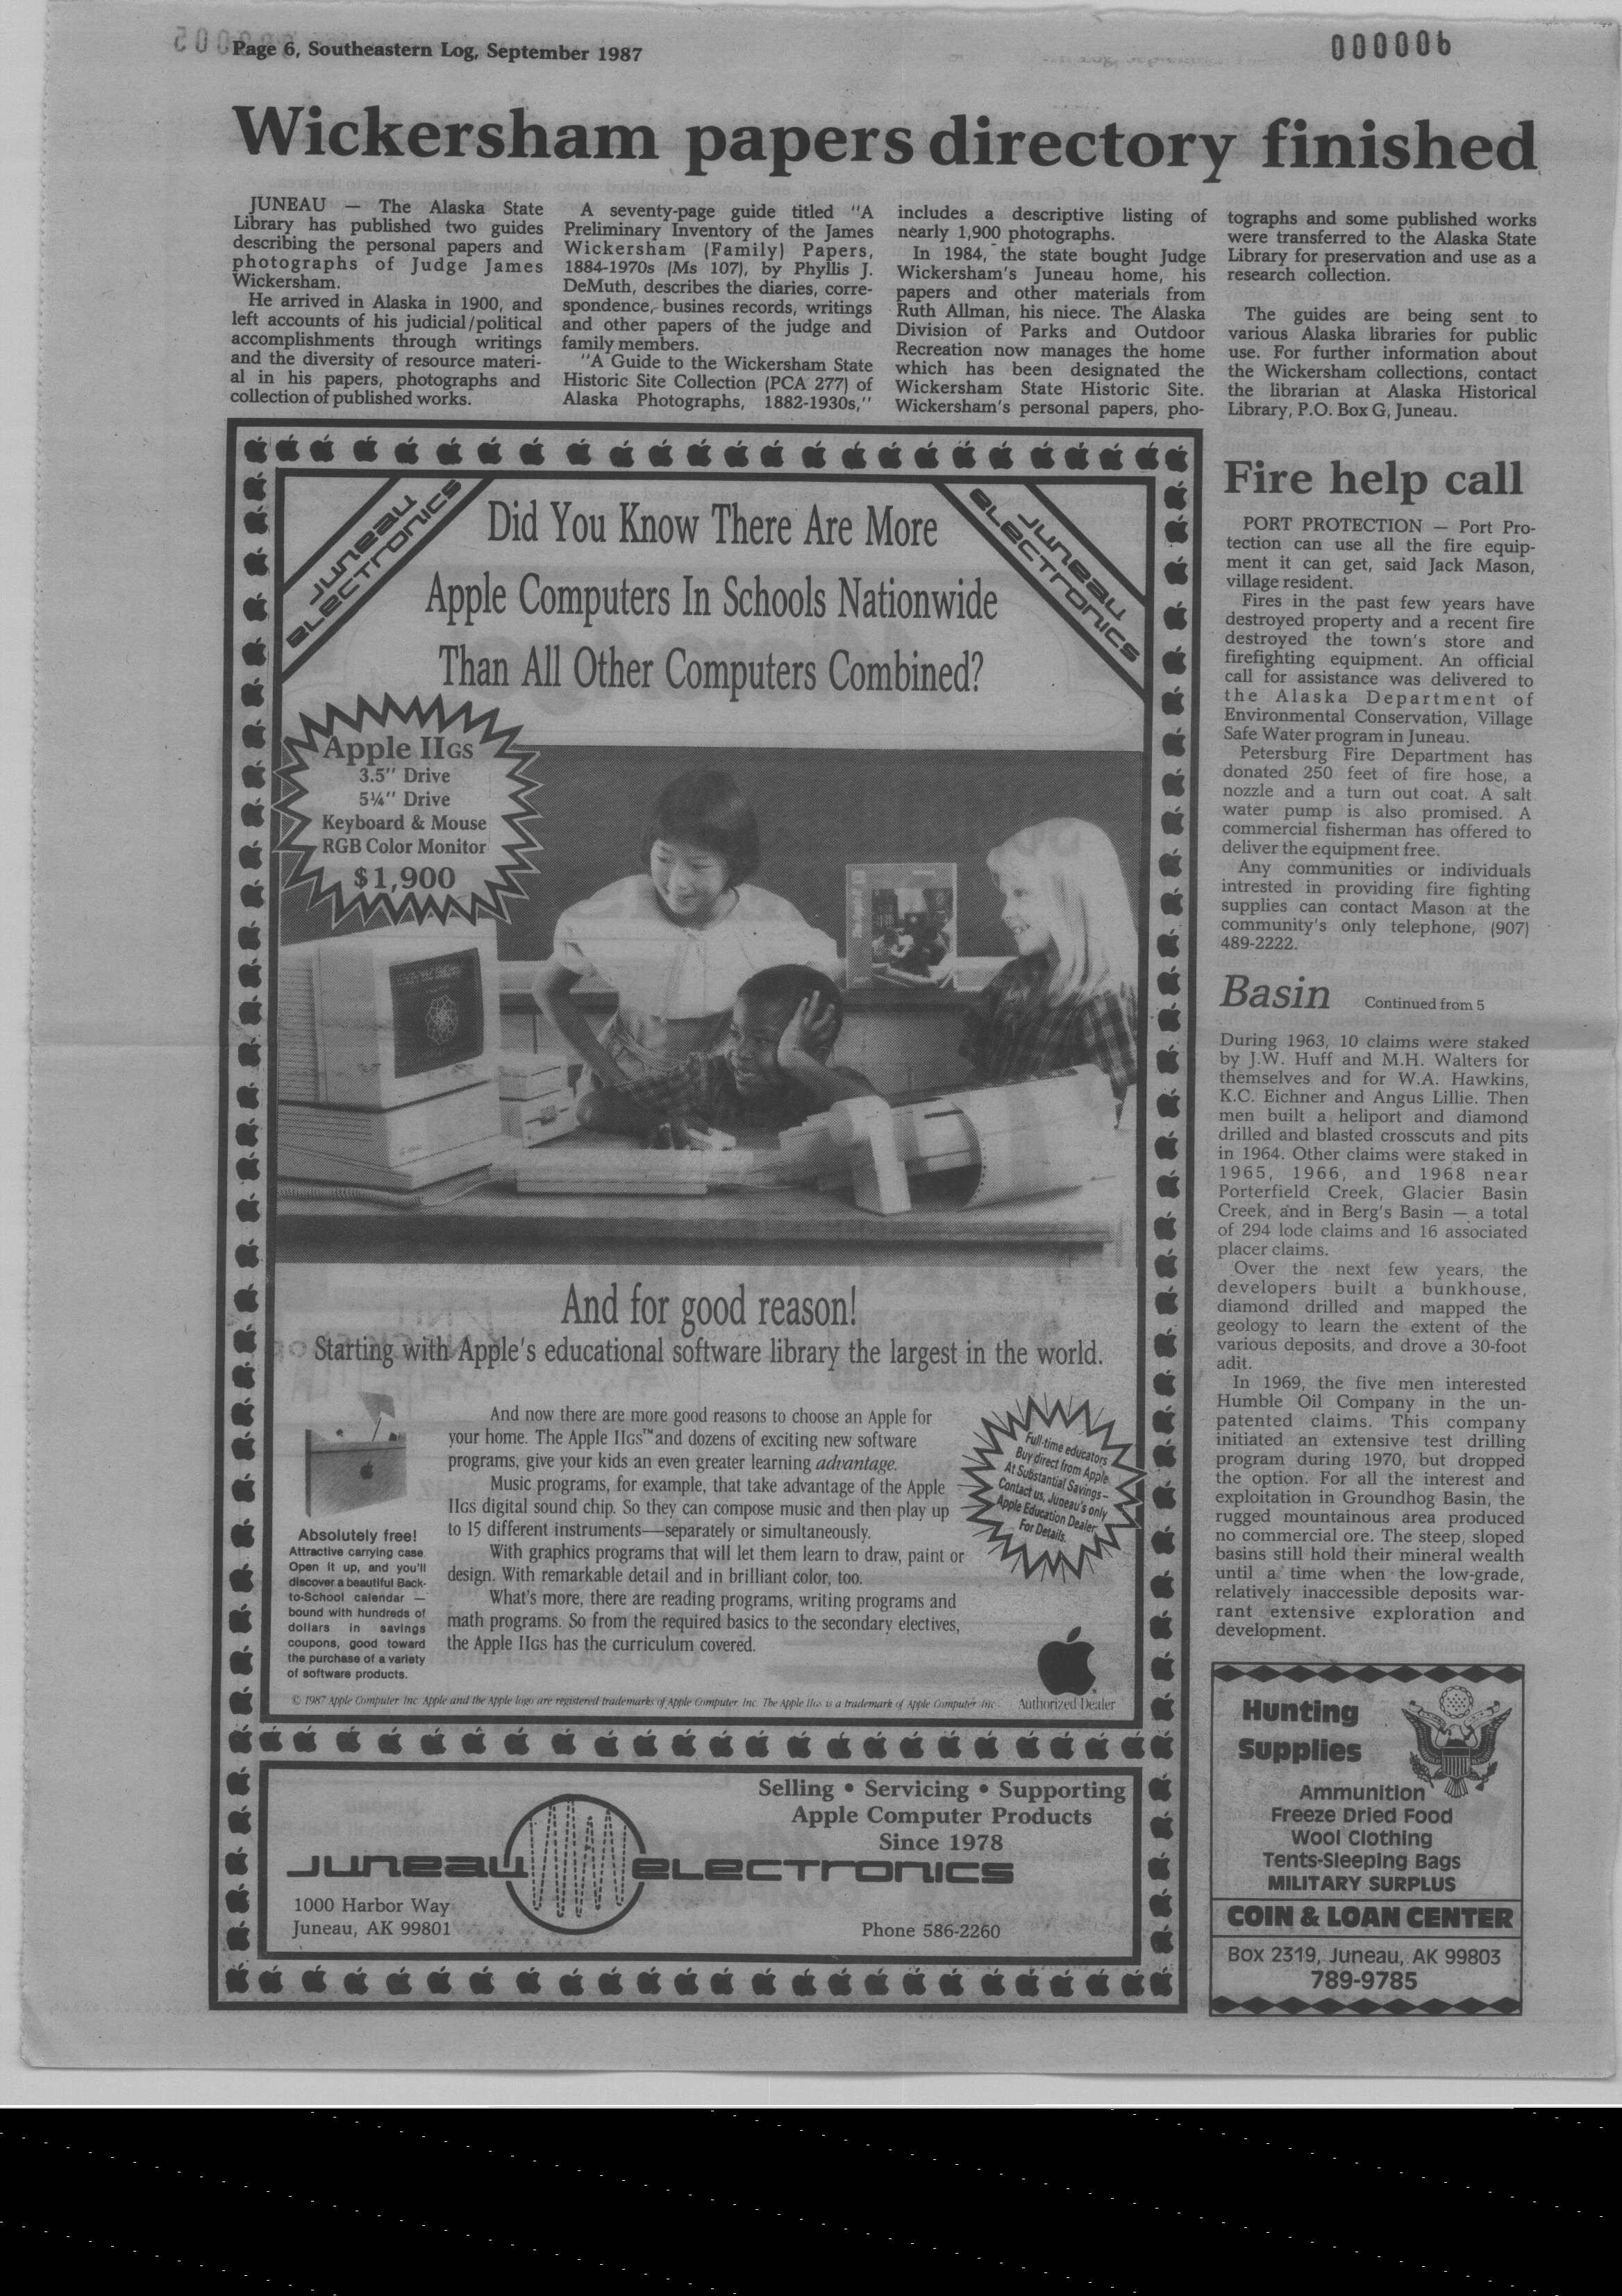 Page 6, Southeastern Log, September 1987
000006
Wickersham papers directory finished
JUNEAU — The Alaska State
Library has published two guides
describing the personal papers and
photographs of Judge James
Wickersham.
He arrived in Alaska in 1900, and
left accounts of his judicial/political
accomplishments through writings
and the diversity of resource materi-
al in his papers, photographs and
collection of published works.
A seventy-page guide titled "A
Preliminary Inventory of the James
Wickersham (Family) Papers,
1884-1970s (Ms 107), by Phyllis J.
DeMuth, describes the diaries, corre-
spondence, busines records, writings
and other papers of the judge and
family members.
"A Guide to the Wickersham State
Historic Site Collection (PCA 277) of
Alaska Photographs, 1882-1930s,"
includes a descriptive listing of
nearly 1,900 photographs.
In 1984, the state bought Judge
Wickersham's Juneau home, his
papers and other materials from
Ruth Allman, his niece. The Alaska
Division of Parks and Outdoor
Recreation now manages the home
which has been designated the
Wickersham State Historic Site.
Wickersham's personal papers, pho-
tographs and some published works
were transferred to the Alaska State
Library for preservation and use as a
research collection.
The guides are being sent to
various Alaska libraries for public
use. For further information about
the Wickersham collections, contact
the librarian at Alaska Historical
Library, P.O. Box G, Juneau.
Juneau
Electronics
Juneau
Electronics
Did You Know There Are More
Apple Computers In Schools Nationwide
Than All Other Computers Combined?
Apple IIGS
3.5" Drive
5¼" Drive
Keyboard & Mouse
RGB Color Monitor
$1,900
And for good reason!
Starting with Apple's educational software library the largest in the world.
And now there are more good reasons to choose an Apple for
your home. The Apple IIGS™ and dozens of exciting new software
programs, give your kids an even greater learning advantage.
Music programs, for example, that take advantage of the Apple
IIGS digital sound chip. So they can compose music and then play up
to 15 different instruments—separately or simultaneously.
With graphics programs that will let them learn to draw, paint or
design. With remarkable detail and in brilliant color, too.
What's more, there are reading programs, writing programs and
math programs. So from the required basics to the secondary electives,
the Apple IIGS has the curriculum covered.
Absolutely free!
Attractive carrying case.
Open it up, and you'll
discover a beautiful Back-
to-School calendar —
bound with hundreds of
dollars in savings
coupons, good toward
the purchase of a variety
of software products.
Full-time educators
Buy direct from Apple
At Substantial Savings –
Contact us, Juneau's only
Apple Education Dealer
For Details.
© 1987 Apple Computer Inc Apple and the Apple logo are registered trademarks of Apple Computer, Inc. The Apple IIGS is a trademark of Apple Computer Inc.
Authorized Dealer
Selling • Servicing • Supporting
Apple Computer Products
Since 1978
Juneau Electronics
1000 Harbor Way
Juneau, AK 99801
Phone 586-2260
Fire help call
PORT PROTECTION — Port Pro-
tection can use all the fire equip-
ment it can get, said Jack Mason,
village resident.
Fires in the past few years have
destroyed property and a recent fire
destroyed the town's store and
firefighting equipment. An official
call for assistance was delivered to
the Alaska Department of
Environmental Conservation, Village
Safe Water program in Juneau.
Petersburg Fire Department has
donated 250 feet of fire hose, a
nozzle and a turn out coat. A salt
water pump is also promised. A
commercial fisherman has offered to
deliver the equipment free.
Any communities or individuals
intrested in providing fire fighting
supplies can contact Mason at the
community's only telephone, (907)
489-2222.
Basin Continued from 5
During 1963, 10 claims were staked
by J.W. Huff and M.H. Walters for
themselves and for W.A. Hawkins,
K.C. Eichner and Angus Lillie. Then
men built a heliport and diamond
drilled and blasted crosscuts and pits
in 1964. Other claims were staked in
1965, 1966, and 1968 near
Porterfield Creek, Glacier Basin
Creek, and in Berg's Basin — a total
of 294 lode claims and 16 associated
placer claims.
Over the next few years, the
developers built a bunkhouse,
diamond drilled and mapped the
geology to learn the extent of the
various deposits, and drove a 30-foot
adit.
In 1969, the five men interested
Humble Oil Company in the un-
patented claims. This company
initiated an extensive test drilling
program during 1970, but dropped
the option. For all the interest and
exploitation in Groundhog Basin, the
rugged mountainous area produced
no commercial ore. The steep, sloped
basins still hold their mineral wealth
until a time when the low-grade,
relatively inaccessible deposits war-
rant extensive exploration and
development.
Hunting
Supplies
Ammunition
Freeze Dried Food
Wool Clothing
Tents-Sleeping Bags
MILITARY SURPLUS
COIN & LOAN CENTER
Box 2319, Juneau, AK 99803
789-9785